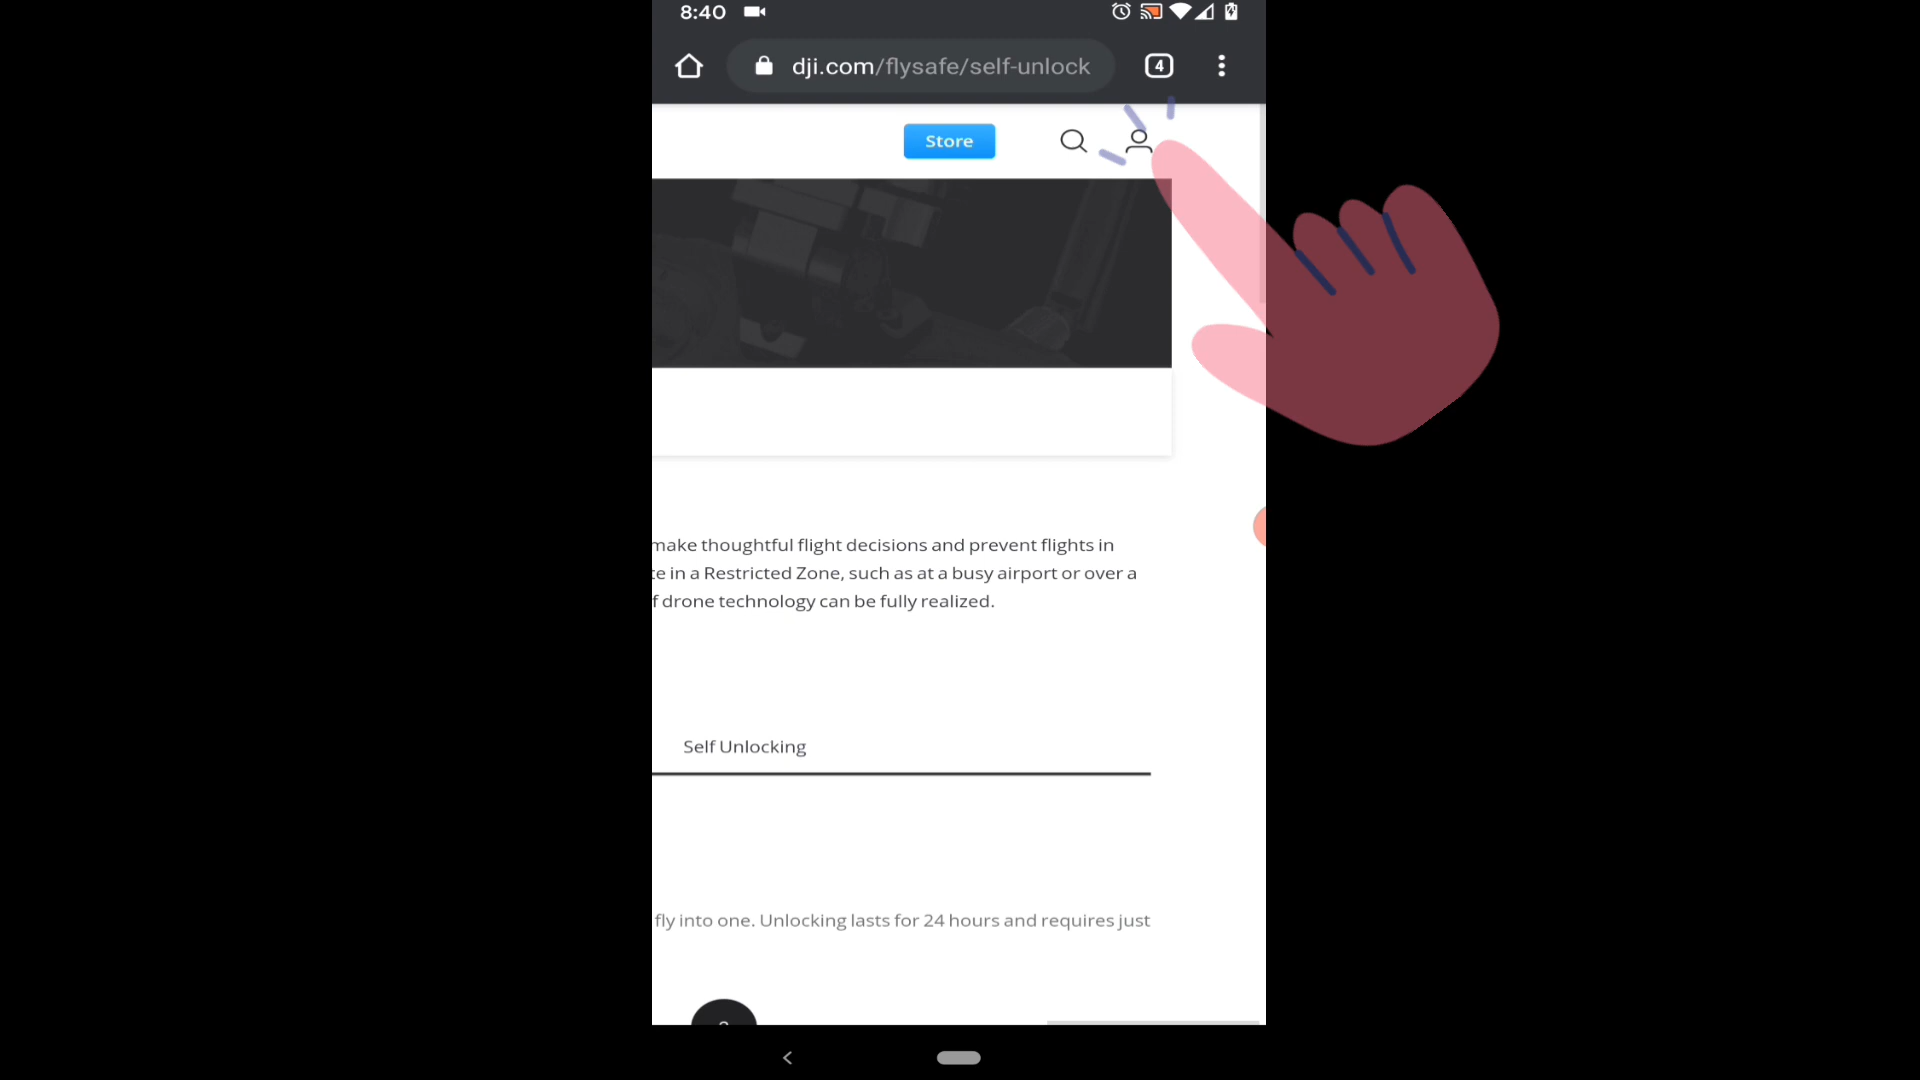 8:40
dji.com/flysafe/self-unlock
4
Store
make thoughtful flight decisions and prevent flights in
in a Restricted Zone, such as at a busy airport or over a
drone technology can be fully realized.
Self Unlocking
fly into one. Unlocking lasts for 24 hours and requires just